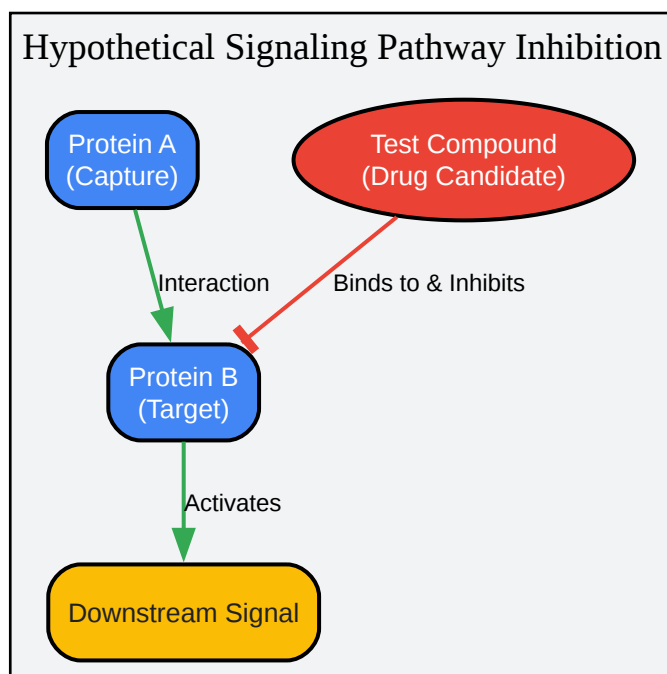 Hypothetical Signaling Pathway Inhibition
Protein A
(Capture)
Test Compound
(Drug Candidate)
Interaction
Binds to & Inhibits
Protein B
(Target)
Activates
Downstream Signal